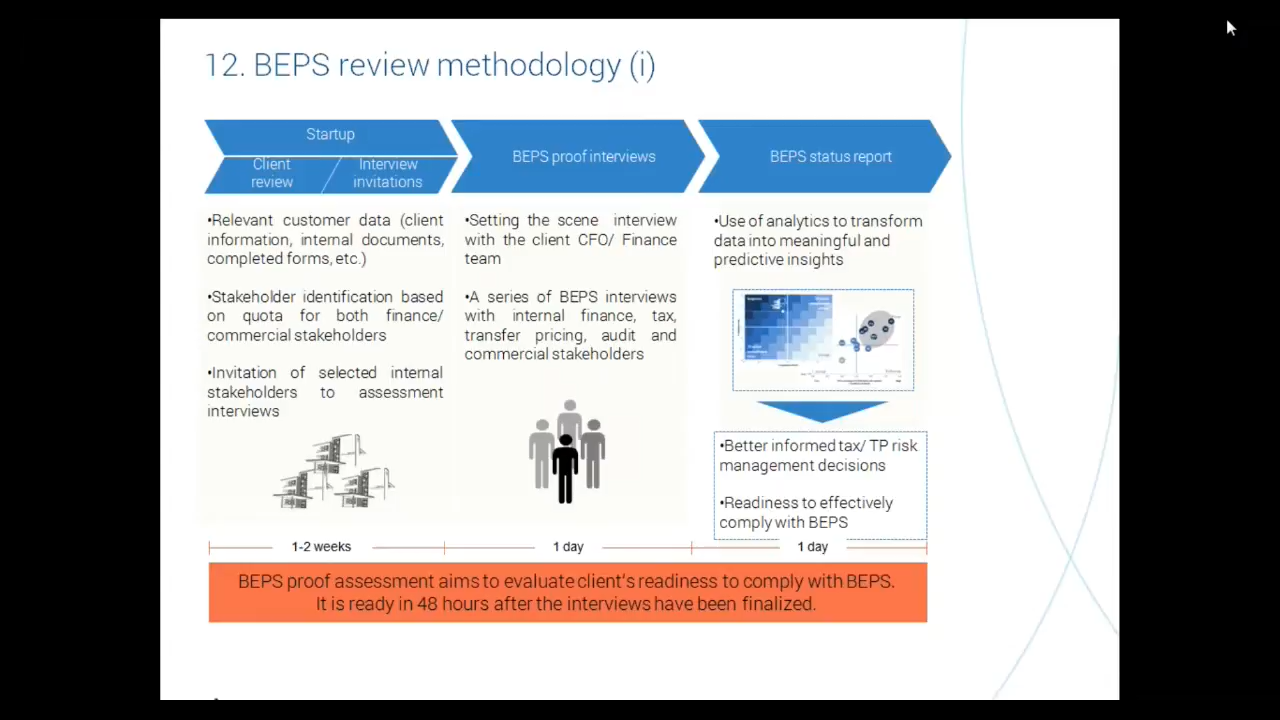 12. BEPS review methodology (i)
Startup
Client
review
Interview
invitations
BEPS proof interviews
BEPS status report
•Relevant customer data (client
information, internal documents,
completed forms, etc.)
•Stakeholder identification based
on quota for both finance/
commercial stakeholders
•Invitation of selected internal
stakeholders to assessment
interviews
•Setting the scene interview
with the client CFO/ Finance
team
•A series of BEPS interviews
with internal finance, tax,
transfer pricing, audit and
commercial stakeholders
•Use of analytics to transform
data into meaningful and
predictive insights
•Better informed tax/ TP risk
management decisions
•Readiness to effectively
comply with BEPS
1-2 weeks
1 day
1 day
BEPS proof assessment aims to evaluate client's readiness to comply with BEPS.
It is ready in 48 hours after the interviews have been finalized.